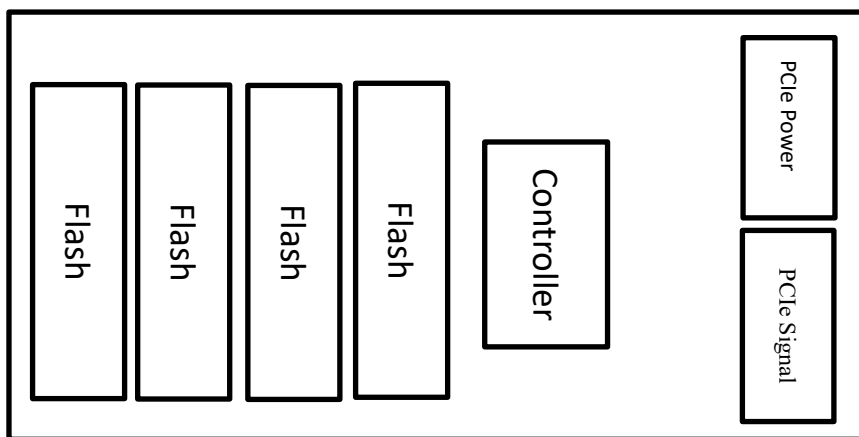 Flash
Flash
Flash
Flash
Controller
PCIe Power
PCIe Signal